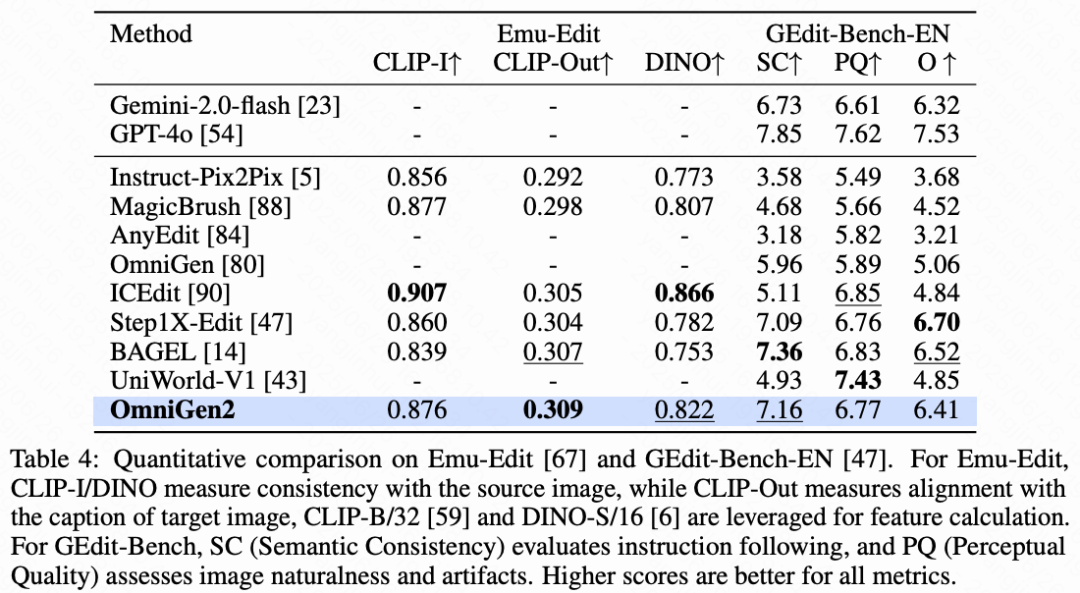 Method Emu-Edit GEdit-Bench-EN
CLIP-I↑ CLIP-Out↑ DINO↑ SC↑ PQ↑ O ↑
Gemini-2.0-flash [23] - - - 6.73 6.61 6.32
GPT-4o [54] - - - 7.85 7.62 7.53
Instruct-Pix2Pix [5] 0.856 0.292 0.773 3.58 5.49 3.68
MagicBrush [88] 0.877 0.298 0.807 4.68 5.66 4.52
AnyEdit [84] - - - 3.18 5.82 3.21
OmniGen [80] - - - 5.96 5.89 5.06
ICEdit [90] 0.907 0.305 0.866 5.11 6.85 4.84
Step1X-Edit [47] 0.860 0.304 0.782 7.09 6.76 6.70
BAGEL [14] 0.839 0.307 0.753 7.36 6.83 6.52
UniWorld-V1 [43] - - - 4.93 7.43 4.85
OmniGen2 0.876 0.309 0.822 7.16 6.77 6.41
Table 4: Quantitative comparison on Emu-Edit [67] and GEdit-Bench-EN [47]. For Emu-Edit,
CLIP-I/DINO measure consistency with the source image, while CLIP-Out measures alignment with
the caption of target image, CLIP-B/32 [59] and DINO-S/16 [6] are leveraged for feature calculation.
For GEdit-Bench, SC (Semantic Consistency) evaluates instruction following, and PQ (Perceptual
Quality) assesses image naturalness and artifacts. Higher scores are better for all metrics.